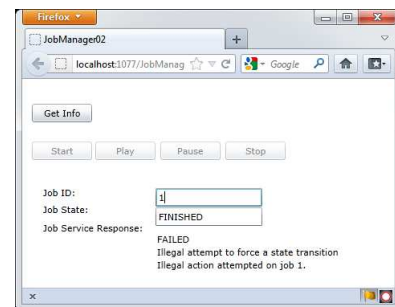 Firefox
JobManager02
localhost:1077/JobManag
Google
Get Info
Start Play Pause Stop
Job ID: 1
Job State: FINISHED
Job Service Response:
FAILED
Illegal attempt to force a state transition
Illegal action attempted on job 1.